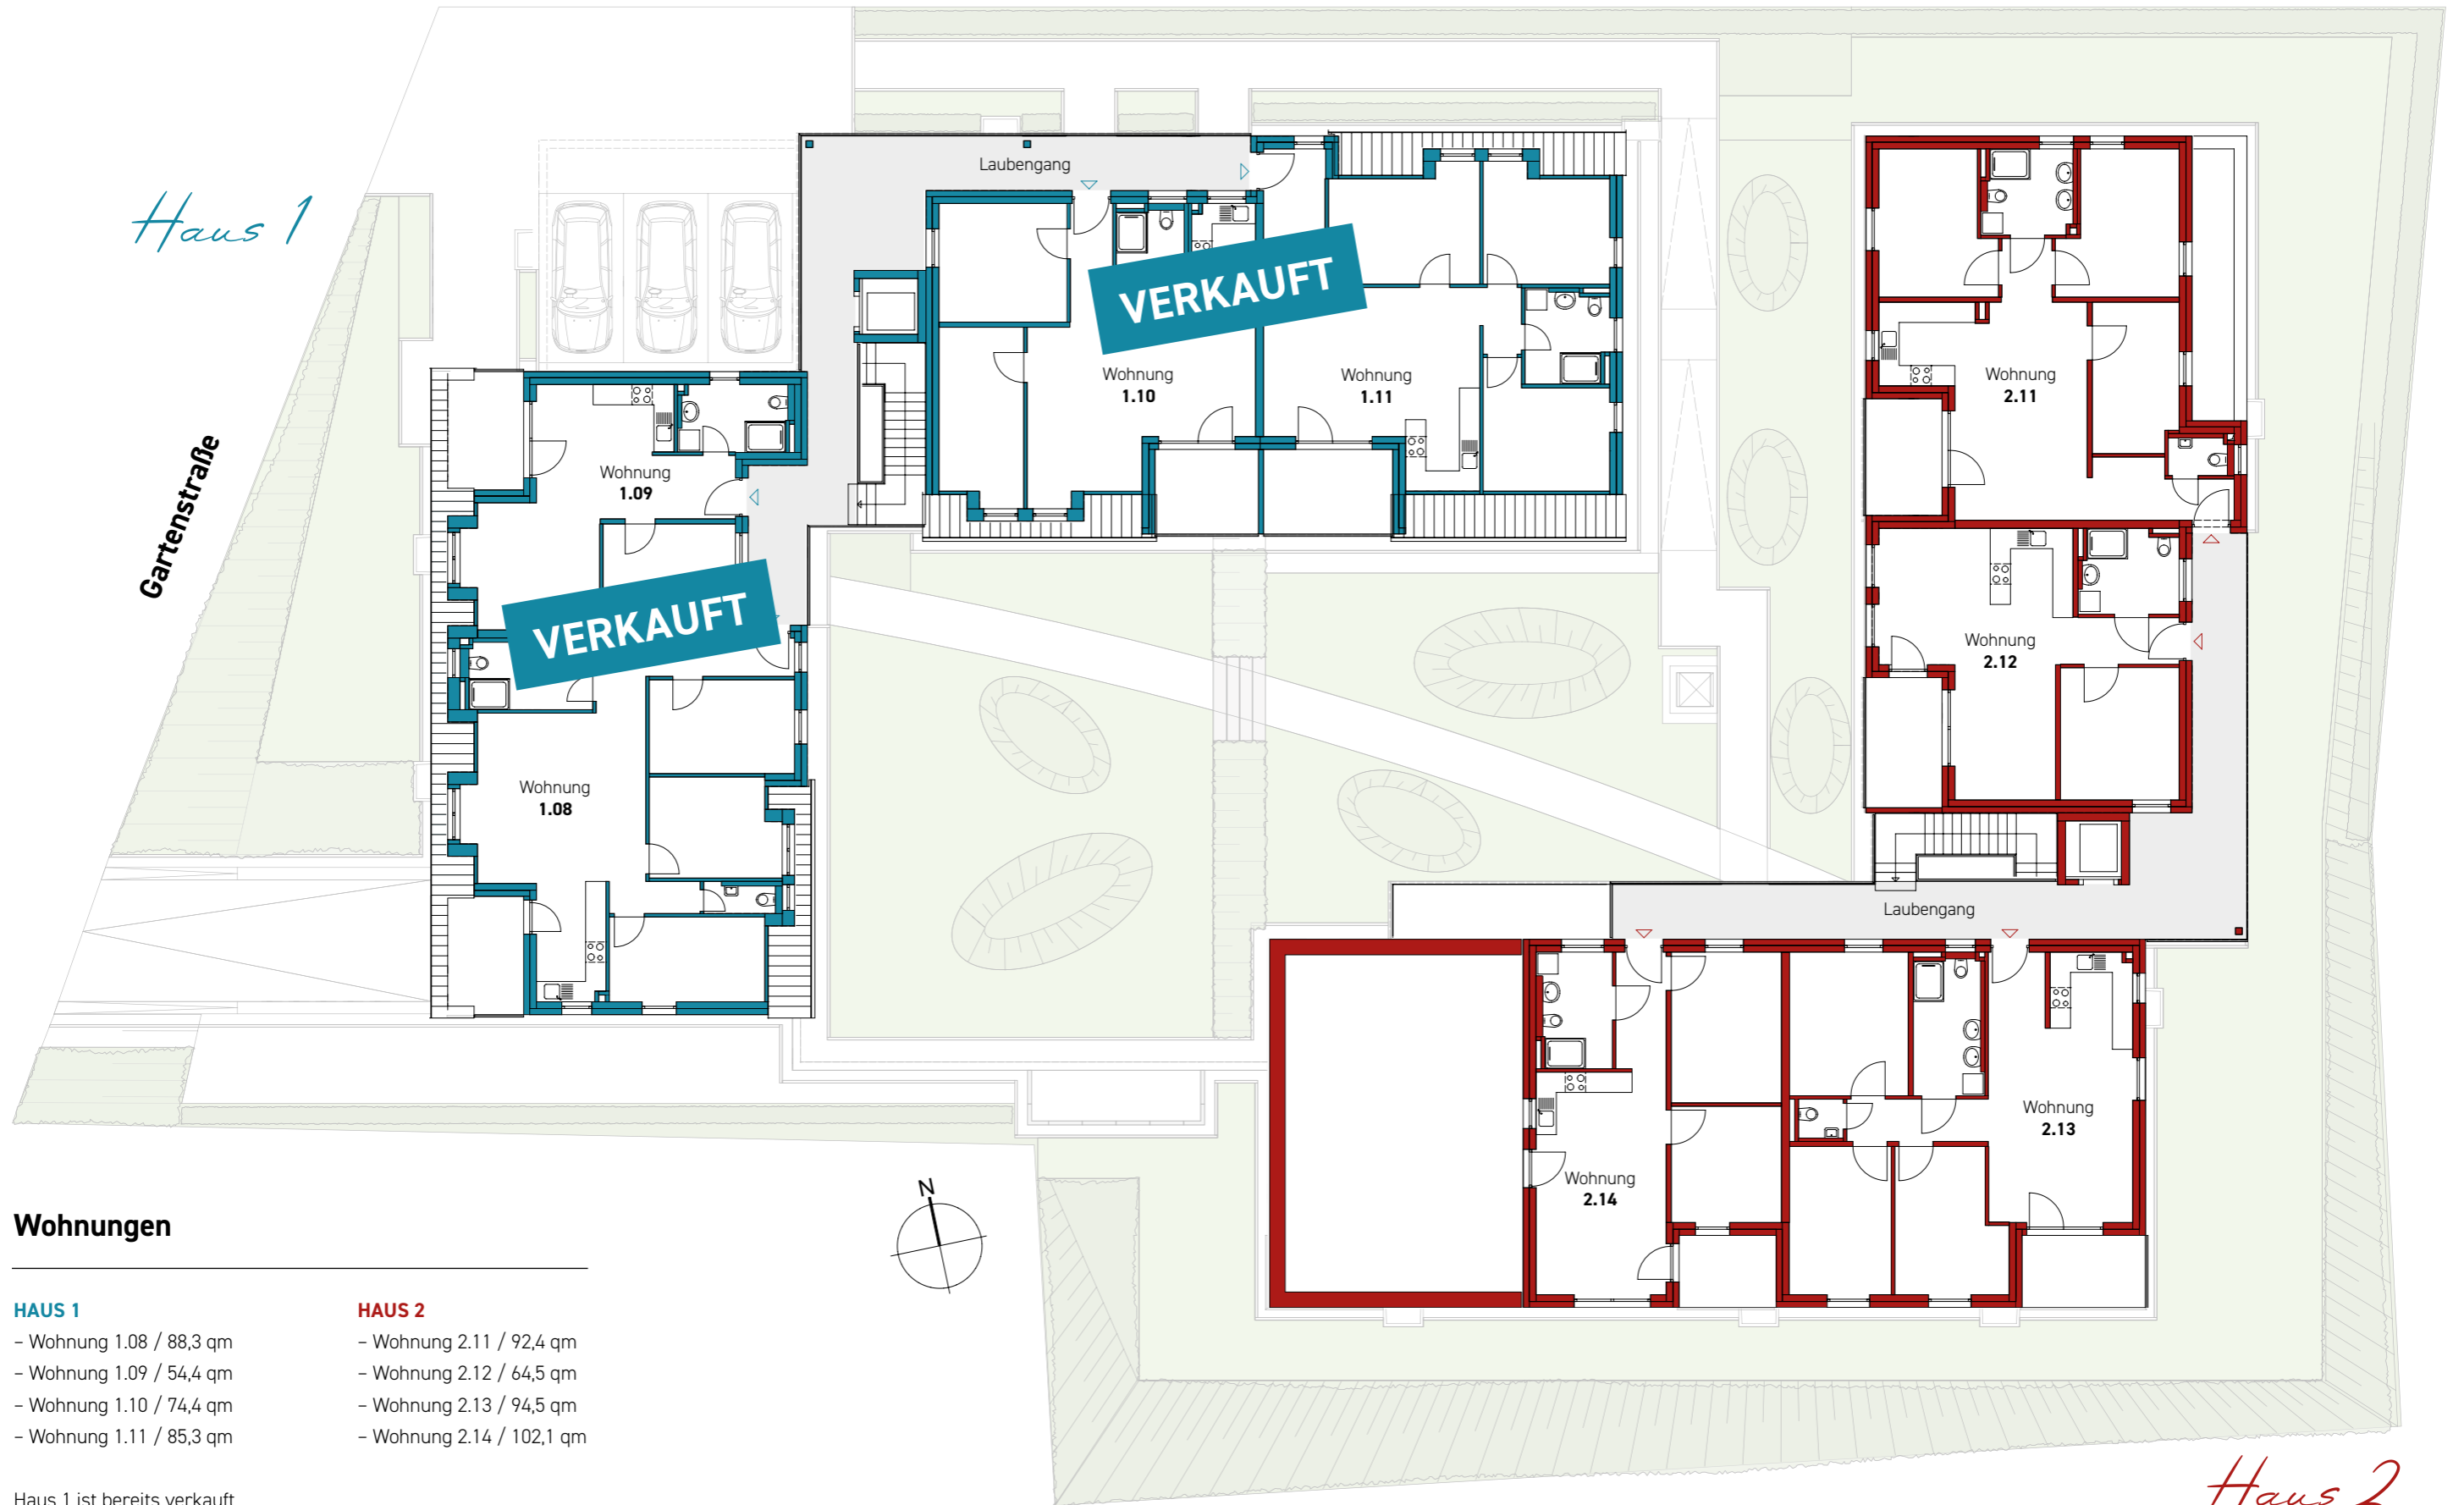 Haus 1
Gartenstraße
Laubengang
VERKAUFT
Wohnung
1.10
Wohnung
1.11
Wohnung
1.09
VERKAUFT
Wohnung
1.08
Wohnung
2.11
Wohnung
2.12
Laubengang
Wohnung
2.13
Wohnung
2.14
N
Wohnungen
HAUS 1
– Wohnung 1.08 / 88,3 qm
– Wohnung 1.09 / 54,4 qm
– Wohnung 1.10 / 74,4 qm
– Wohnung 1.11 / 85,3 qm
HAUS 2
– Wohnung 2.11 / 92,4 qm
– Wohnung 2.12 / 64,5 qm
– Wohnung 2.13 / 94,5 qm
– Wohnung 2.14 / 102,1 qm
Haus 1 ist bereits verkauft
Haus 2